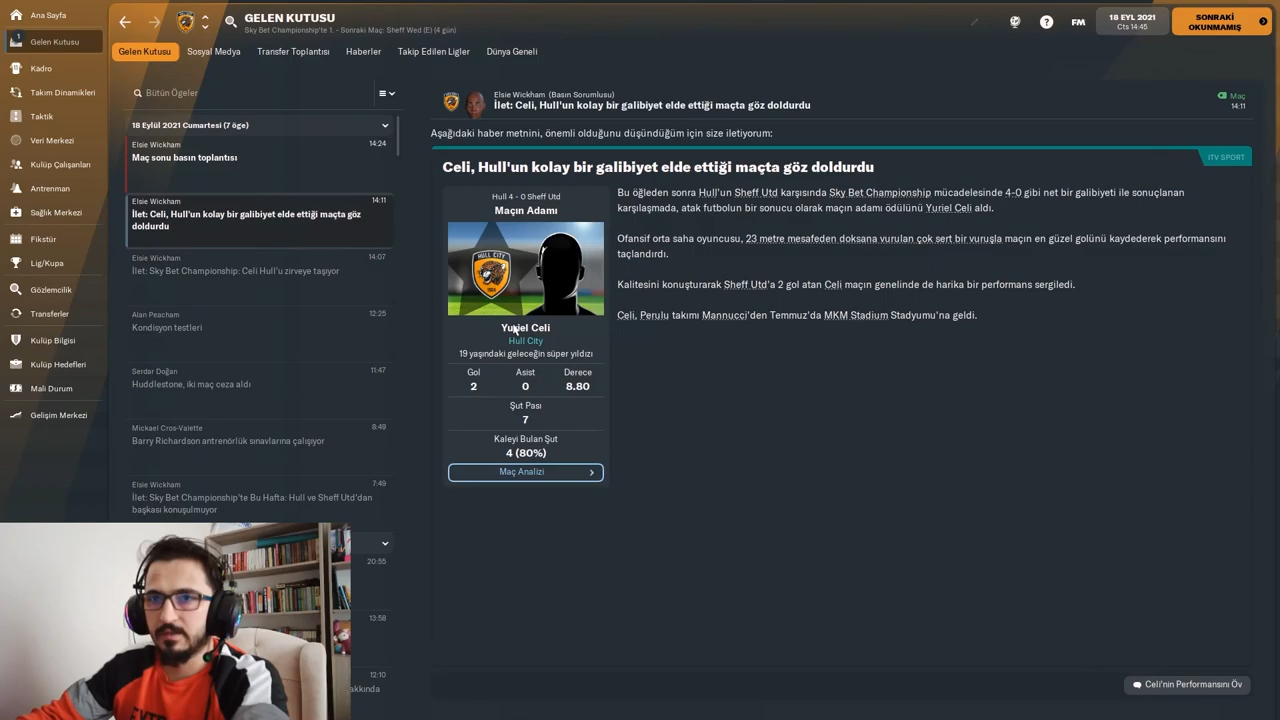 Ana Sayfa
1
Gelen Kutusu
Kadro
Takım Dinamikleri
Taktik
Veri Merkezi
Kulüp Çalışanları
Antrenman
Sağlık Merkezi
Fikstür
Lig/Kupa
Gözlemcilik
Transferler
Kulüp Bilgisi
Kulüp Hedefleri
Mali Durum
Gelişim Merkezi
GELEN KUTUSU
Sky Bet Championship'te 1. - Sonraki Maç: Sheff Wed (E) (4 gün)
FM
18 EYL 2021
Cts 14:45
SONRAKİ
OKUNMAMIŞ
Gelen Kutusu
Sosyal Medya
Transfer Toplantısı
Haberler
Takip Edilen Ligler
Dünya Geneli
Bütün Ögeler
18 Eylül 2021 Cumartesi (7 öge)
Elsie Wickham
14:24
Maç sonu basın toplantısı
Elsie Wickham
14:11
İlet: Celi, Hull'un kolay bir galibiyet elde ettiği maçta göz
doldurdu
Elsie Wickham
14:07
İlet: Sky Bet Championship: Celi Hull'u zirveye taşıyor
Alan Peacham
12:25
Kondisyon testleri
Serdar Doğan
11:47
Huddlestone, iki maç ceza aldı
Mickael Cros-Valette
8:49
Barry Richardson antrenörlük sınavlarına çalışıyor
Elsie Wickham
7:49
İlet: Sky Bet Championship'te Bu Hafta: Hull ve Sheff Utd'dan
başkası konuşulmuyor
20:55
13:58
12:10
akkında
Elsie Wickham (Basın Sorumlusu)
İlet: Celi, Hull'un kolay bir galibiyet elde ettiği maçta göz doldurdu
Maç
14:11
Aşağıdaki haber metnini, önemli olduğunu düşündüğüm için size iletiyorum:
ITV SPORT
Celi, Hull'un kolay bir galibiyet elde ettiği maçta göz doldurdu
Hull 4 - 0 Sheff Utd
Maçın Adamı
HULL CITY
1904
Yuriel Celi
Hull City
19 yaşındaki geleceğin süper yıldızı
Gol Asist Derece
2 0 8.80
Şut Pası
7
Kaleyi Bulan Şut
4 (80%)
Maç Analizi
Bu öğleden sonra Hull'un Sheff Utd karşısında Sky Bet Championship mücadelesinde 4-0 gibi net bir galibiyeti ile sonuçlanan
karşılaşmada, atak futbolun bir sonucu olarak maçın adamı ödülünü Yuriel Celi aldı.
Ofansif orta saha oyuncusu, 23 metre mesafeden doksana vurulan çok sert bir vuruşla maçın en güzel golünü kaydederek performansını
taçlandırdı.
Kalitesini konuşturarak Sheff Utd'a 2 gol atan Celi maçın genelinde de harika bir performans sergiledi.
Celi, Perulu takımı Mannucci'den Temmuz'da MKM Stadium Stadyumu'na geldi.
Celi'nin Performansını Öv